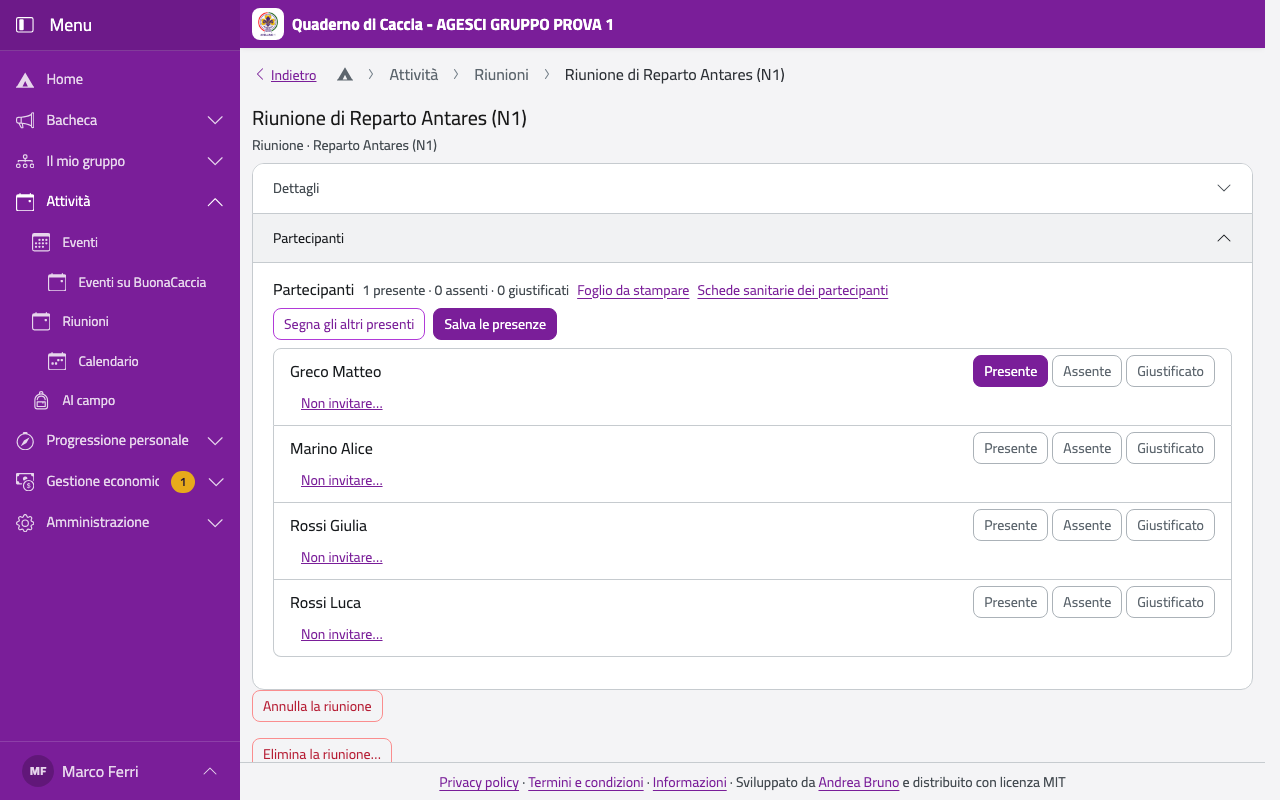 Menu
Quaderno di Caccia - AGESCI GRUPPO PROVA 1
Home
Bacheca
Il mio gruppo
Attività
Eventi
Eventi su BuonaCaccia
Riunioni
Calendario
Al campo
Progressione personale
Gestione economic 1
Amministrazione
MF Marco Ferri
Indietro Attività Riunioni Riunione di Reparto Antares (N1)
Riunione di Reparto Antares (N1)
Riunione · Reparto Antares (N1)
Dettagli
Partecipanti
Partecipanti 1 presente · 0 assenti · 0 giustificati Foglio da stampare Schede sanitarie dei partecipanti
Segna gli altri presenti Salva le presenze
Greco Matteo Presente Assente Giustificato
Non invitare...
Marino Alice Presente Assente Giustificato
Non invitare...
Rossi Giulia Presente Assente Giustificato
Non invitare...
Rossi Luca Presente Assente Giustificato
Non invitare...
Annulla la riunione
Elimina la riunione...
Privacy policy · Termini e condizioni · Informazioni · Sviluppato da Andrea Bruno e distribuito con licenza MIT